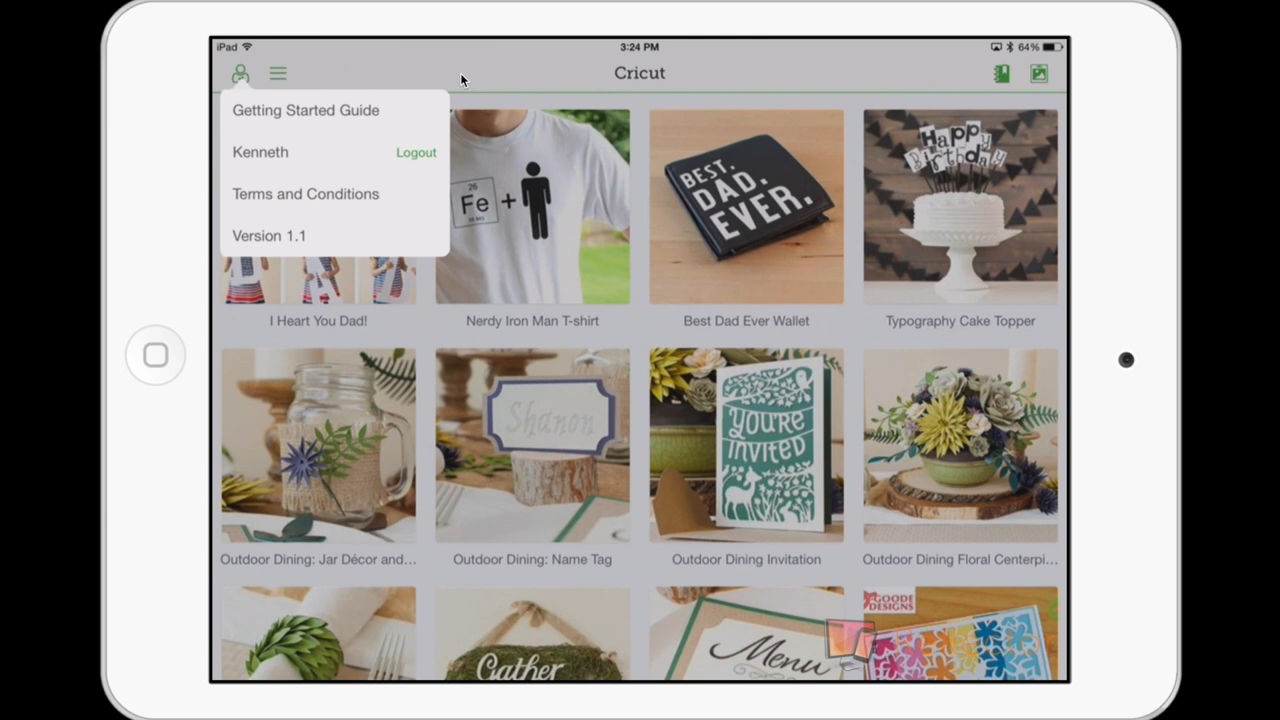 iPad
3:24 PM
64%
Cricut
Getting Started Guide
Kenneth
Logout
Terms and Conditions
Version 1.1
26
Fe
+
BEST.
DAD.
EVER.
Happy
Birthday
I Heart You Dad!
Nerdy Iron Man T-shirt
Best Dad Ever Wallet
Typography Cake Topper
Shanon
YOU'RE
INVITED
Outdoor Dining: Jar Décor and...
Outdoor Dining: Name Tag
Outdoor Dining Invitation
Outdoor Dining Floral Centerpi...
Gather
Menu
GOODE
DESIGNS